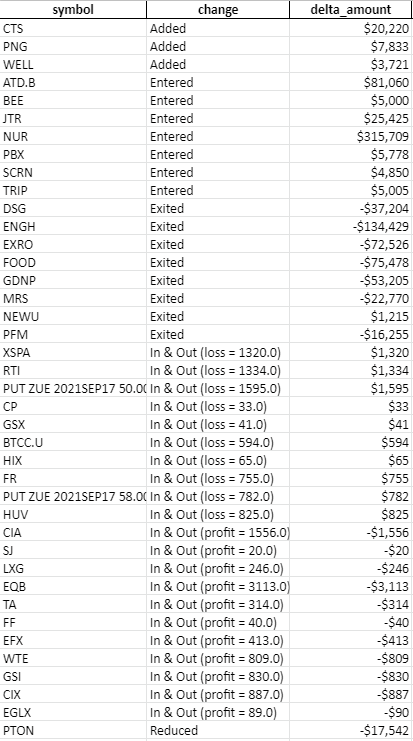 symbol change delta_amount
CTS Added $20,220
PNG Added $7,833
WELL Added $3,721
ATD.B Entered $81,060
BEE Entered $5,000
JTR Entered $25,425
NUR Entered $315,709
PBX Entered $5,778
SCRN Entered $4,850
TRIP Entered $5,005
DSG Exited -$37,204
ENGH Exited -$134,429
EXRO Exited -$72,526
FOOD Exited -$75,478
GDNP Exited -$53,205
MRS Exited -$22,770
NEWU Exited $1,215
PFM Exited -$16,255
XSPA In & Out (loss = 1320.0) $1,320
RTI In & Out (loss = 1334.0) $1,334
PUT ZUE 2021SEP17 50.00 In & Out (loss = 1595.0) $1,595
CP In & Out (loss = 33.0) $33
GSX In & Out (loss = 41.0) $41
BTCC.U In & Out (loss = 594.0) $594
HIX In & Out (loss = 65.0) $65
FR In & Out (loss = 755.0) $755
PUT ZUE 2021SEP17 58.00 In & Out (loss = 782.0) $782
HUV In & Out (loss = 825.0) $825
CIA In & Out (profit = 1556.0) -$1,556
SJ In & Out (profit = 20.0) -$20
LXG In & Out (profit = 246.0) -$246
EQB In & Out (profit = 3113.0) -$3,113
TA In & Out (profit = 314.0) -$314
FF In & Out (profit = 40.0) -$40
EFX In & Out (profit = 413.0) -$413
WTE In & Out (profit = 809.0) -$809
GSI In & Out (profit = 830.0) -$830
CIX In & Out (profit = 887.0) -$887
EGLX In & Out (profit = 89.0) -$90
PTON Reduced -$17,542